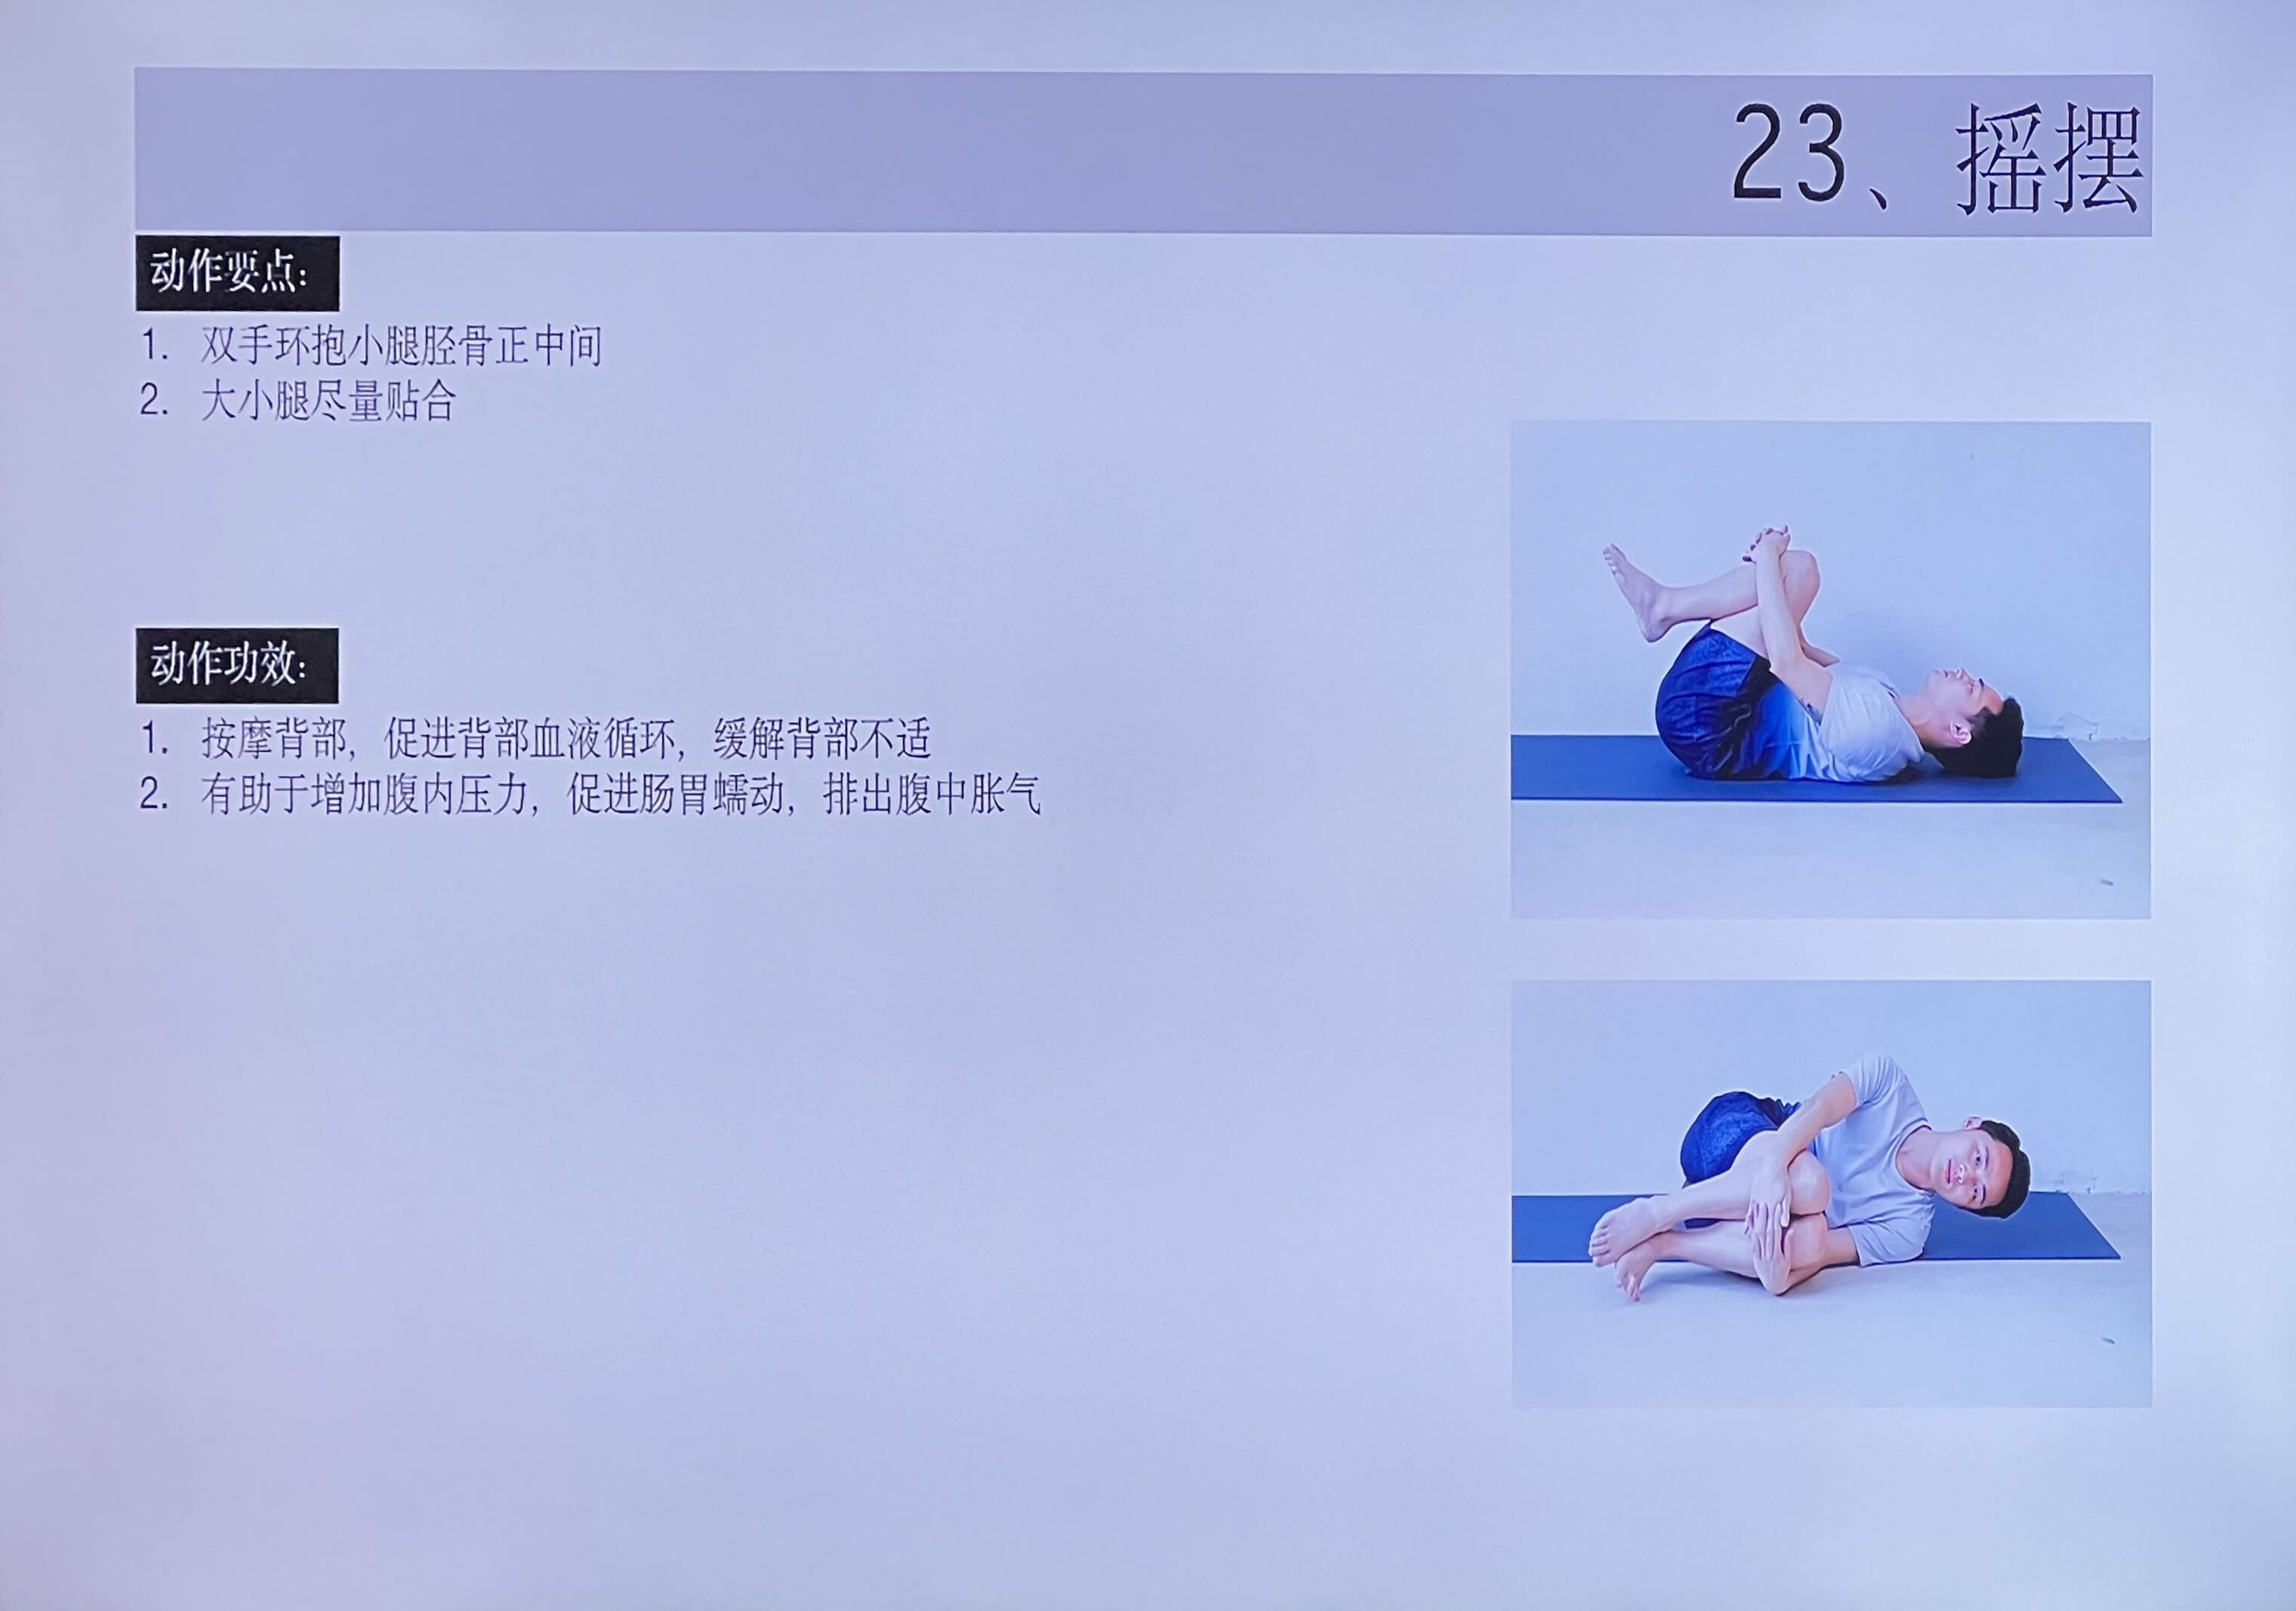 23、摇摆
动作要点:
1. 双手环抱小腿胫骨正中间
2. 大小腿尽量贴合
动作功效:
1. 按摩背部，促进背部血液循环，缓解背部不适
2. 有助于增加腹内压力，促进肠胃蠕动，排出腹中胀气